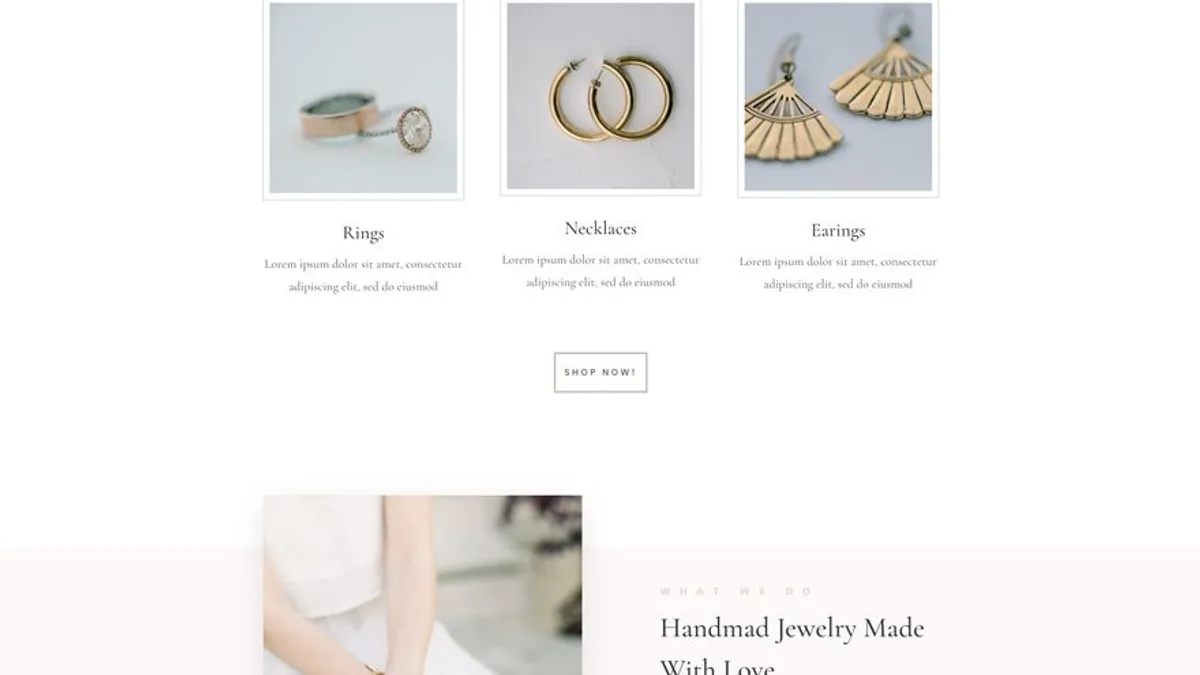 Rings
Lorem ipsum dolor sit amet, consectetur
adipiscing elit, sed do eiusmod
Necklaces
Lorem ipsum dolor sit amet, consectetur
adipiscing elit, sed do eiusmod
Earings
Lorem ipsum dolor sit amet, consectetur
adipiscing elit, sed do eiusmod
SHOP NOW!
WHAT WE DO
Handmad Jewelry Made
With Love